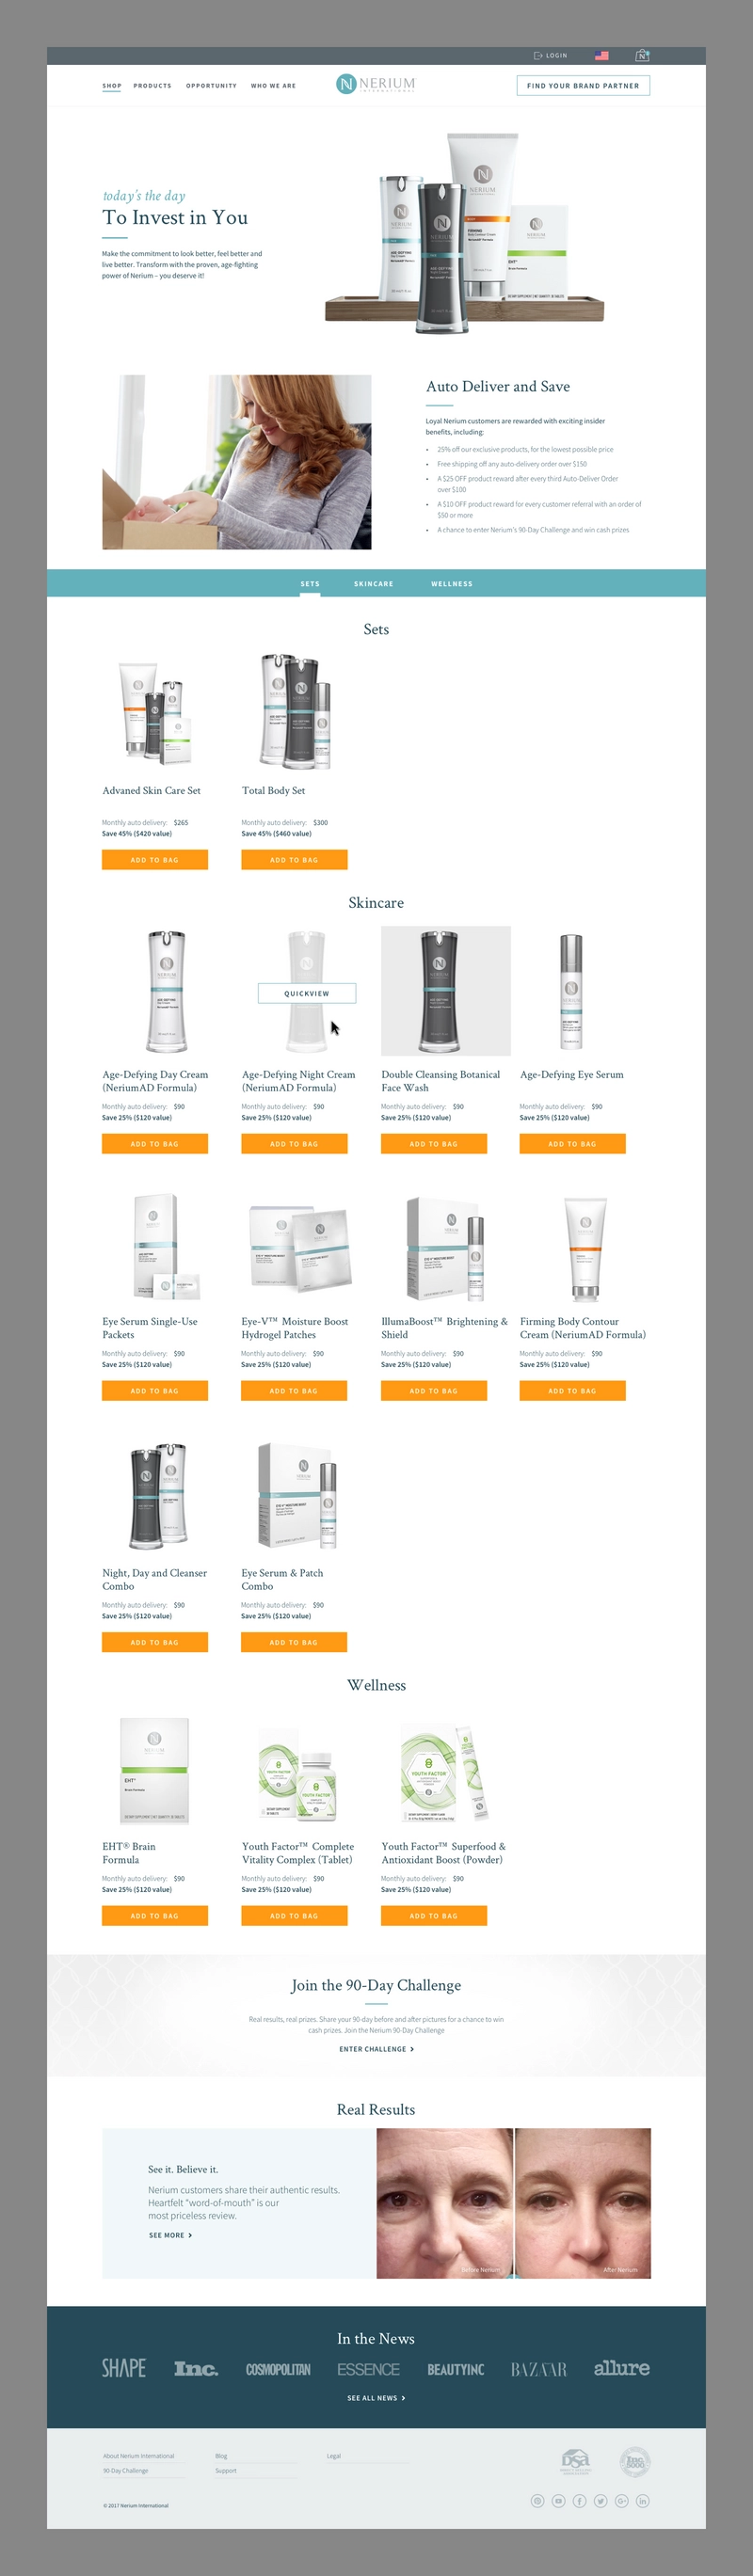 LOGIN
SHOP PRODUCTS OPPORTUNITY WHO WE ARE
NERIUM
INTERNATIONAL
FIND YOUR BRAND PARTNER
today's the day
To Invest in You
Make the commitment to look better, feel better and
live better. Transform with the proven, age-fighting
power of Nerium – you deserve it!
Auto Deliver and Save
Loyal Nerium customers are rewarded with exciting insider
benefits, including:
• 25% off our exclusive products, for the lowest possible price
• Free shipping off any auto-delivery order over $150
• A $25 OFF product reward after every third Auto-Deliver Order
over $100
• A $10 OFF product reward for every customer referral with an order of
$50 or more
• A chance to enter Nerium's 90-Day Challenge and win cash prizes
SETS SKINCARE WELLNESS
Sets
Advaned Skin Care Set Total Body Set
Monthly auto delivery: $265 Monthly auto delivery: $300
Save 45% ($420 value) Save 45% ($460 value)
ADD TO BAG ADD TO BAG
Skincare
QUICKVIEW
Age-Defying Day Cream Age-Defying Night Cream Double Cleansing Botanical Age-Defying Eye Serum
(NeriumAD Formula) (NeriumAD Formula) Face Wash
Monthly auto delivery: $90 Monthly auto delivery: $90 Monthly auto delivery: $90 Monthly auto delivery: $90
Save 25% ($120 value) Save 25% ($120 value) Save 25% ($120 value) Save 25% ($120 value)
ADD TO BAG ADD TO BAG ADD TO BAG ADD TO BAG
Eye Serum Single-Use Eye-V™ Moisture Boost IllumaBoost™ Brightening & Firming Body Contour
Packets Hydrogel Patches Shield Cream (NeriumAD Formula)
Monthly auto delivery: $90 Monthly auto delivery: $90 Monthly auto delivery: $90 Monthly auto delivery: $90
Save 25% ($120 value) Save 25% ($120 value) Save 25% ($120 value) Save 25% ($120 value)
ADD TO BAG ADD TO BAG ADD TO BAG ADD TO BAG
Night, Day and Cleanser Eye Serum & Patch
Combo Combo
Monthly auto delivery: $90 Monthly auto delivery: $90
Save 25% ($120 value) Save 25% ($120 value)
ADD TO BAG ADD TO BAG
Wellness
EHT®
YOUTH FACTOR YOUTH FACTOR YOUTH FACTOR
EHT® Brain Youth Factor™ Complete Youth Factor™ Superfood &
Formula Vitality Complex (Tablet) Antioxidant Boost (Powder)
Monthly auto delivery: $90 Monthly auto delivery: $90 Monthly auto delivery: $90
Save 25% ($120 value) Save 25% ($120 value) Save 25% ($120 value)
ADD TO BAG ADD TO BAG ADD TO BAG
Join the 90-Day Challenge
Real results, real prizes. Share your 90-day before and after pictures for a chance to win
cash prizes. Join the Nerium 90-Day Challenge
ENTER CHALLENGE
Real Results
See it. Believe it.
Nerium customers share their authentic results.
Heartfelt "word-of-mouth" is our
most priceless review.
SEE MORE
Before Nerium
After Nerium
In the News
SHAPE Inc. COSMOPOLITAN ESSENCE BEAUTYINC BAZAAR allure
SEE ALL NEWS
About Nerium International Blog Legal
90-Day Challenge Support
DSA Inc. 5000
© 2017 Nerium International